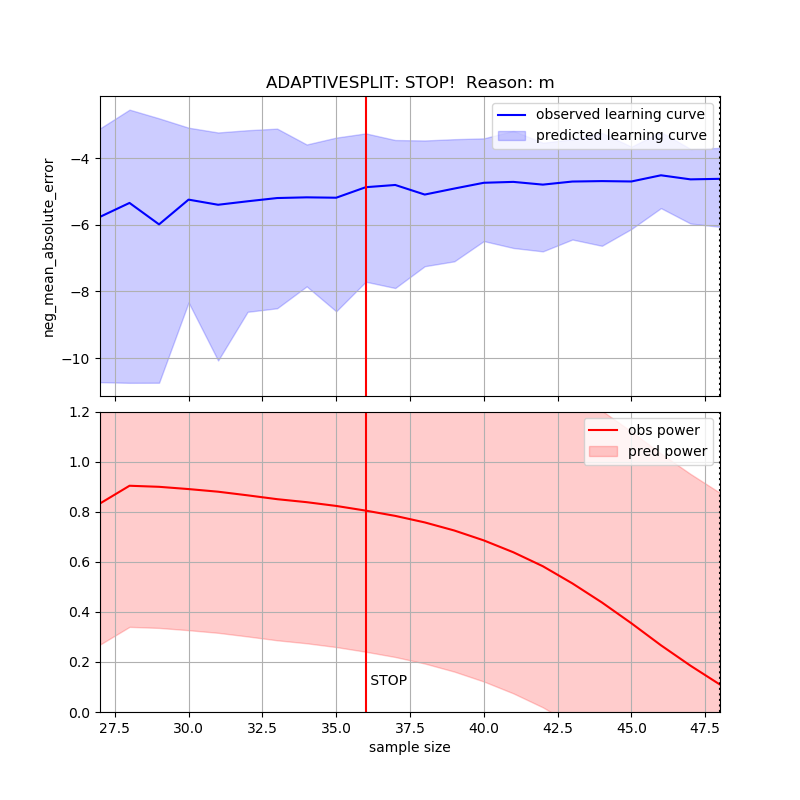 ADAPTIVESPLIT: STOP!  Reason: m
observed learning curve
predicted learning curve
neg_mean_absolute_error
−4
−6
−8
−10
obs power
pred power
1.2
1.0
0.8
0.6
0.4
0.2
0.0
STOP
27.5 30.0 32.5 35.0 37.5 40.0 42.5 45.0 47.5
sample size